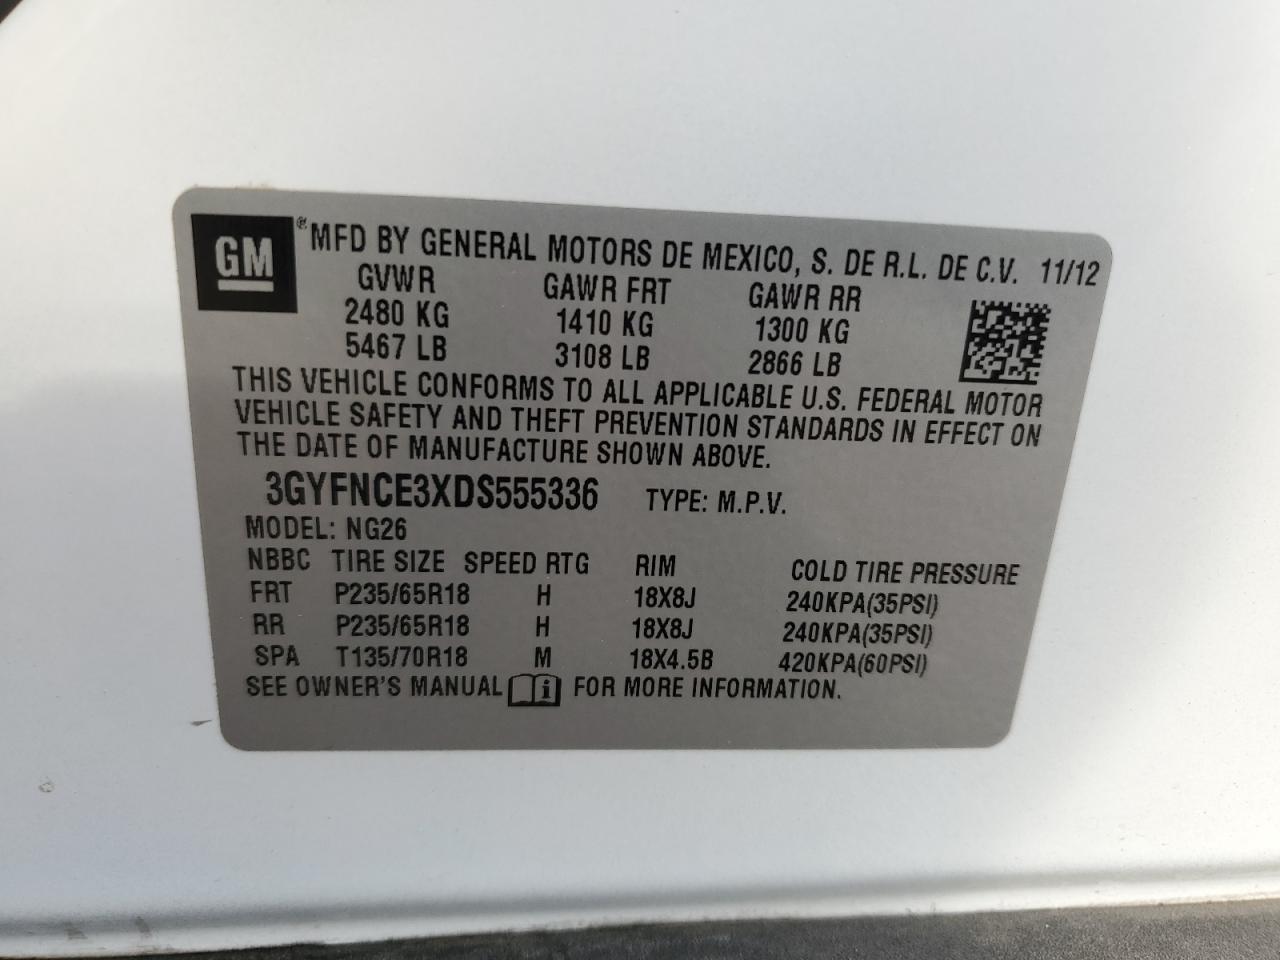 GM ® MFD BY GENERAL MOTORS DE MEXICO, S. DE R.L. DE C.V. 11/12
GVWR GAWR FRT GAWR RR
2480 KG 1410 KG 1300 KG
5467 LB 3108 LB 2866 LB
THIS VEHICLE CONFORMS TO ALL APPLICABLE U.S. FEDERAL MOTOR
VEHICLE SAFETY AND THEFT PREVENTION STANDARDS IN EFFECT ON
THE DATE OF MANUFACTURE SHOWN ABOVE.
3GYFNCE3XDS555336 TYPE: M.P.V.
MODEL: NG26
NBBC TIRE SIZE SPEED RTG RIM COLD TIRE PRESSURE
FRT P235/65R18 H 18X8J 240KPA(35PSI)
RR P235/65R18 H 18X8J 240KPA(35PSI)
SPA T135/70R18 M 18X4.5B 420KPA(60PSI)
SEE OWNER'S MANUAL i FOR MORE INFORMATION.